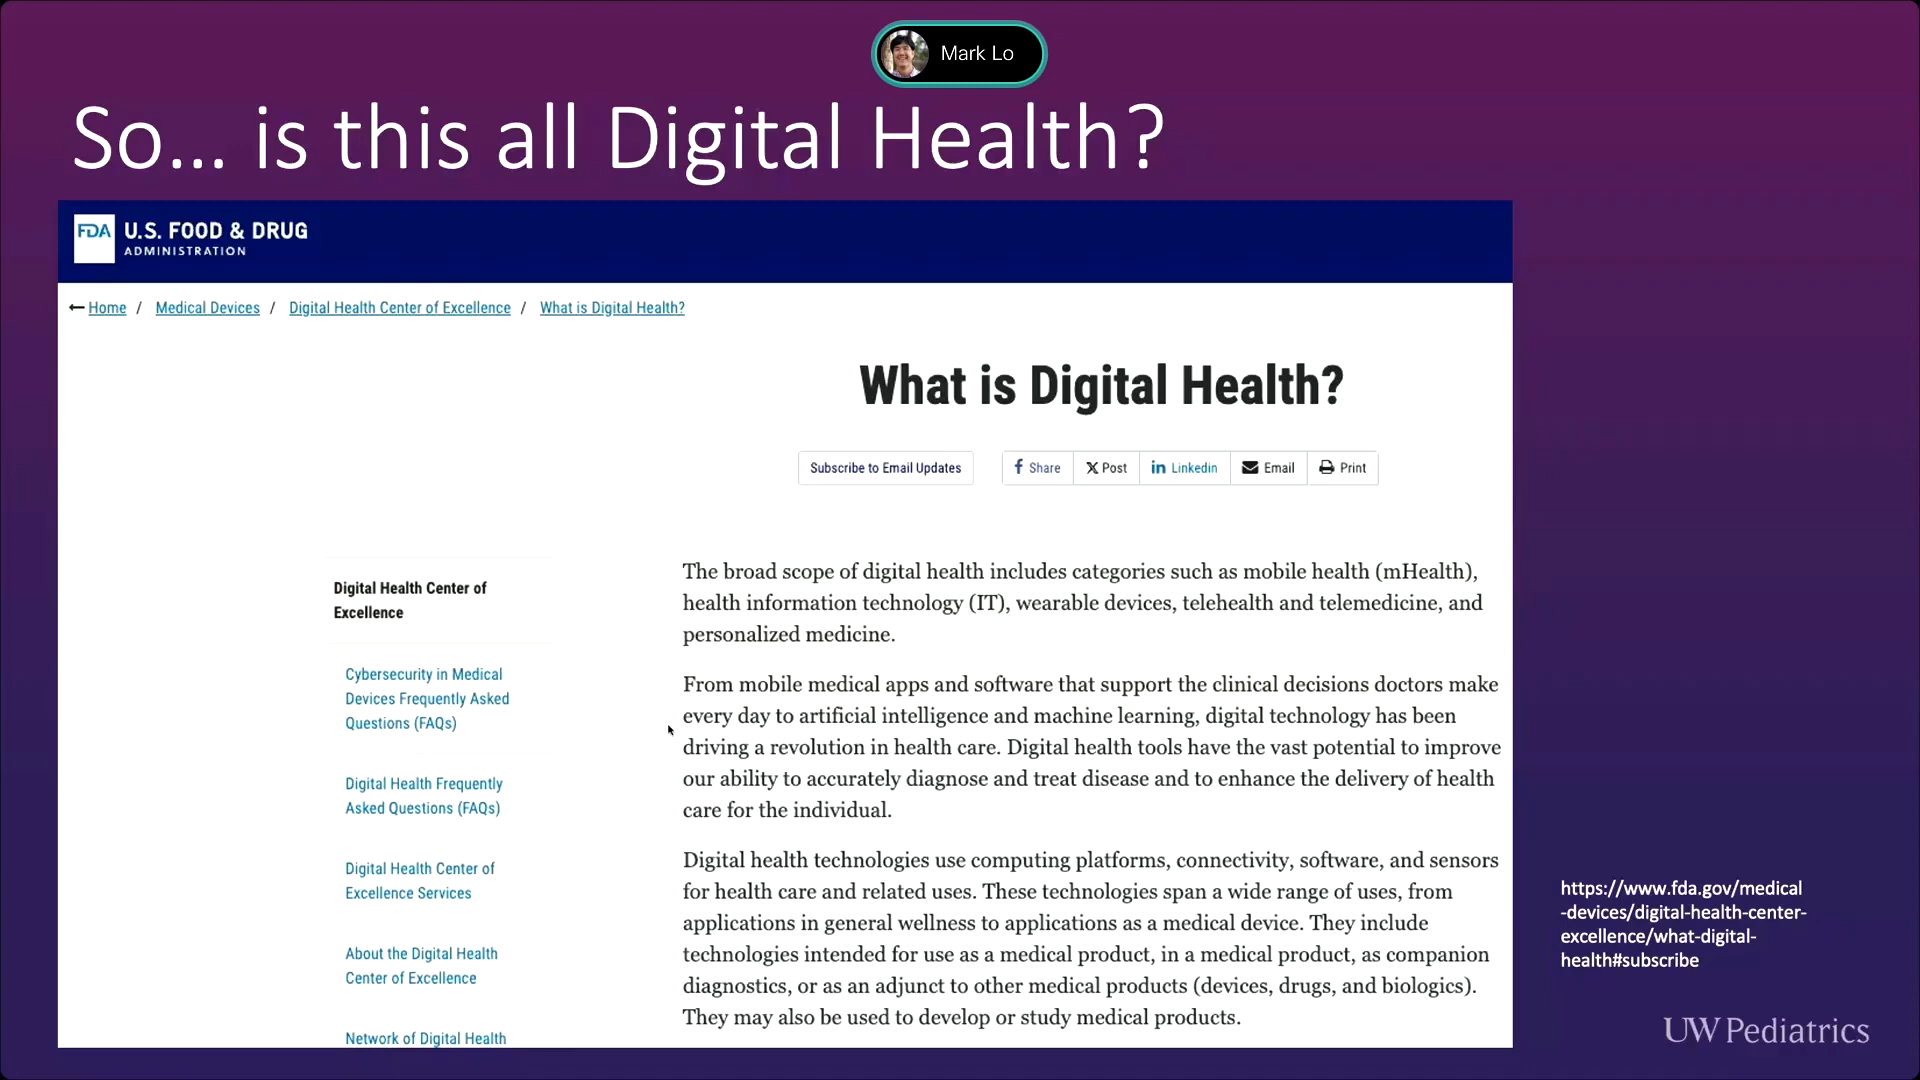 Mark Lo
So... is this all Digital Health?
FDA U.S. FOOD & DRUG
ADMINISTRATION
Home / Medical Devices / Digital Health Center of Excellence / What is Digital Health?
What is Digital Health?
Subscribe to Email Updates
Share
Post
in Linkedin
Email
Print
Digital Health Center of
Excellence
Cybersecurity in Medical
Devices Frequently Asked
Questions (FAQs)
Digital Health Frequently
Asked Questions (FAQs)
Digital Health Center of
Excellence Services
About the Digital Health
Center of Excellence
Network of Digital Health
The broad scope of digital health includes categories such as mobile health (mHealth),
health information technology (IT), wearable devices, telehealth and telemedicine, and
personalized medicine.
From mobile medical apps and software that support the clinical decisions doctors make
every day to artificial intelligence and machine learning, digital technology has been
driving a revolution in health care. Digital health tools have the vast potential to improve
our ability to accurately diagnose and treat disease and to enhance the delivery of health
care for the individual.
Digital health technologies use computing platforms, connectivity, software, and sensors
for health care and related uses. These technologies span a wide range of uses, from
applications in general wellness to applications as a medical device. They include
technologies intended for use as a medical product, in a medical product, as companion
diagnostics, or as an adjunct to other medical products (devices, drugs, and biologics).
They may also be used to develop or study medical products.
https://www.fda.gov/medical
-devices/digital-health-center-
excellence/what-digital-
health#subscribe
UW Pediatrics